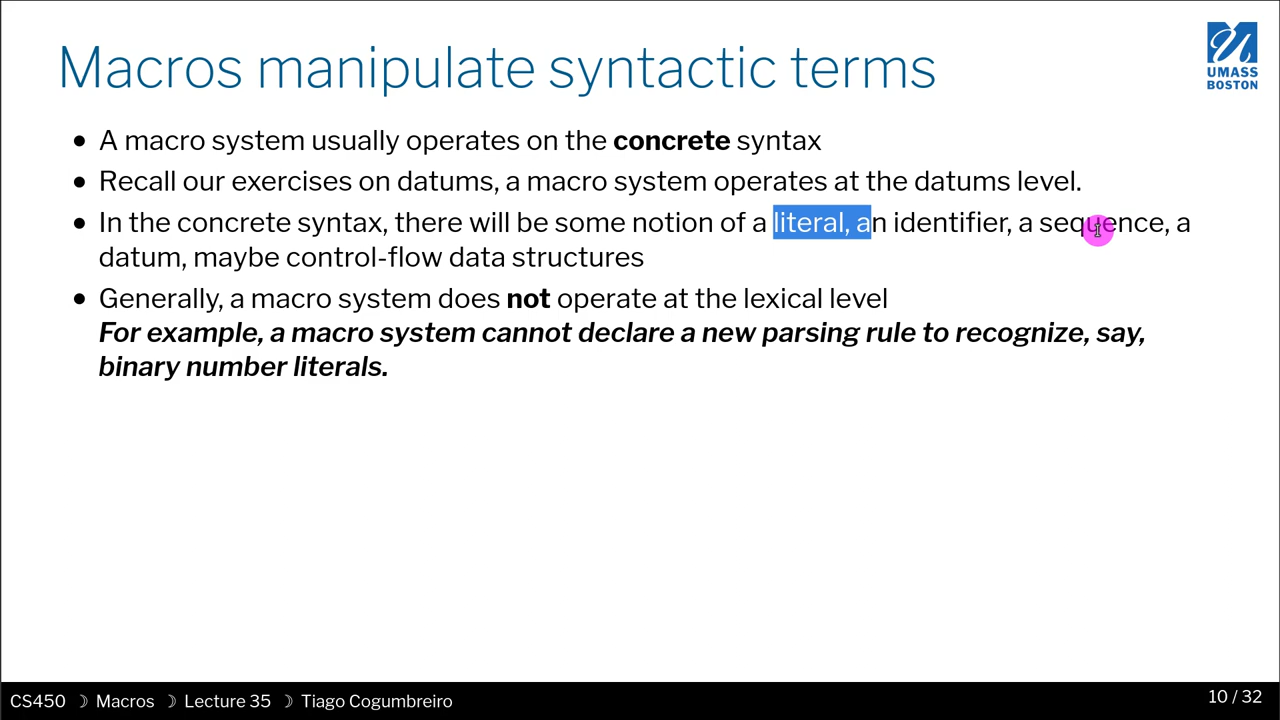 Macros manipulate syntactic terms
UMASS
BOSTON
• A macro system usually operates on the concrete syntax
• Recall our exercises on datums, a macro system operates at the datums level.
• In the concrete syntax, there will be some notion of a literal, an identifier, a sequence, a
datum, maybe control-flow data structures
• Generally, a macro system does not operate at the lexical level
For example, a macro system cannot declare a new parsing rule to recognize, say,
binary number literals.
CS450 ☽ Macros ☽ Lecture 35 ☽ Tiago Cogumbreiro
10 / 32